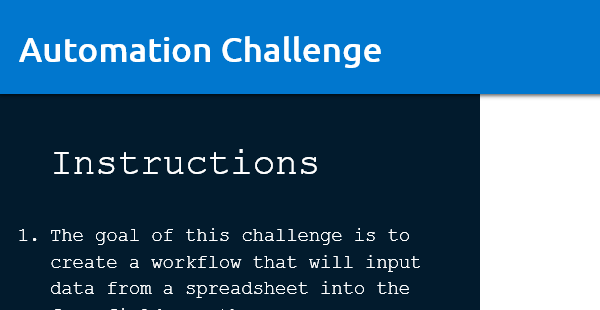 Automation Challenge
Instructions
1. The goal of this challenge is to
create a workflow that will input
data from a spreadsheet into the